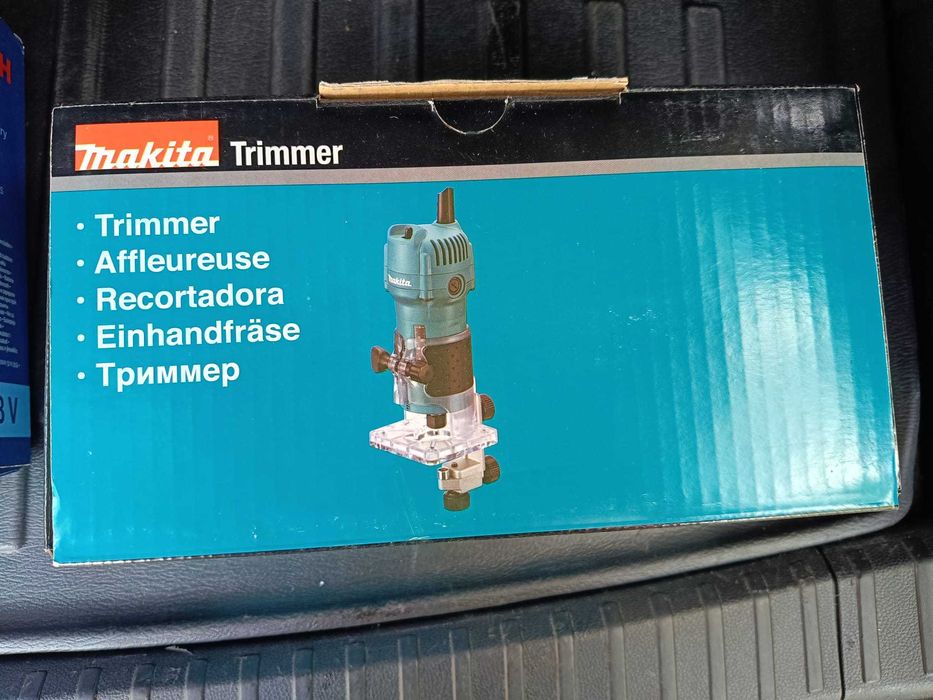 makita® Trimmer
• Trimmer
• Affleureuse
• Recortadora
• Einhandfräse
• Триммер
makita
H
V